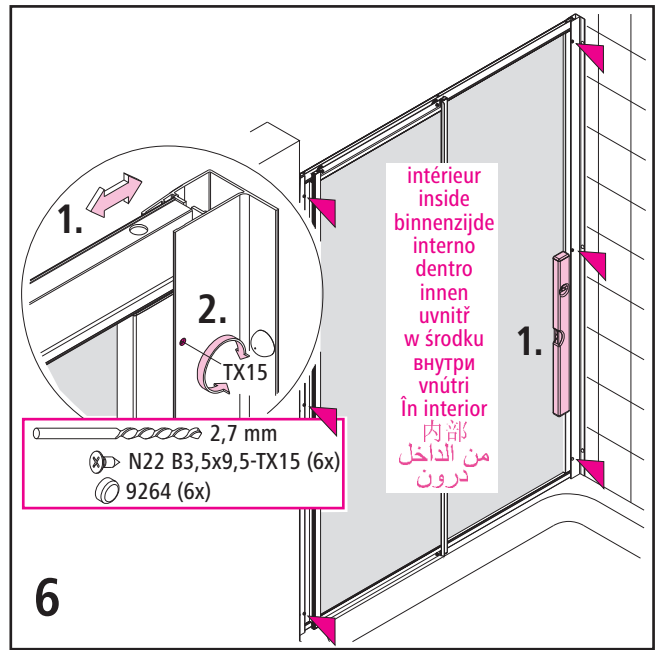 intérieur
inside
binnenzijde
interno
dentro
innen
uvnitř
w środku
внутри
vnútri
În interior
内部
من الداخل
درون
1.
1.
2.
TX15
2,7 mm
N22 B3,5x9,5-TX15 (6x)
9264 (6x)
6